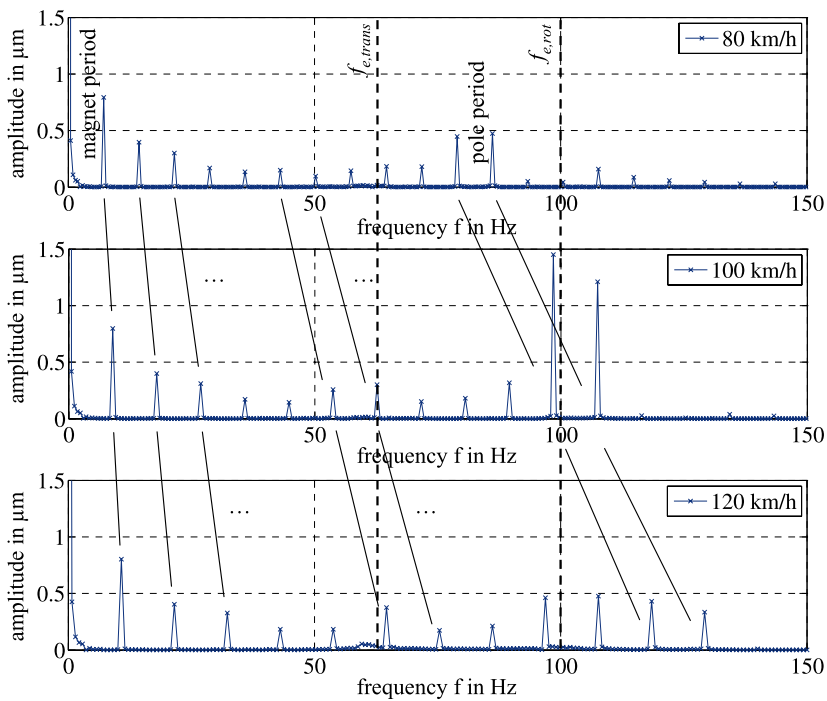 1.5
1
0.5
0
amplitude in μm
magnet period
f_{e,trans}
pole period
f_{e,rot}
80 km/h
0 50 100 150
frequency f in Hz
1.5
1
0.5
0
amplitude in μm
... ...
100 km/h
0 50 100 150
frequency f in Hz
1.5
1
0.5
0
amplitude in μm
... ...
120 km/h
0 50 100 150
frequency f in Hz